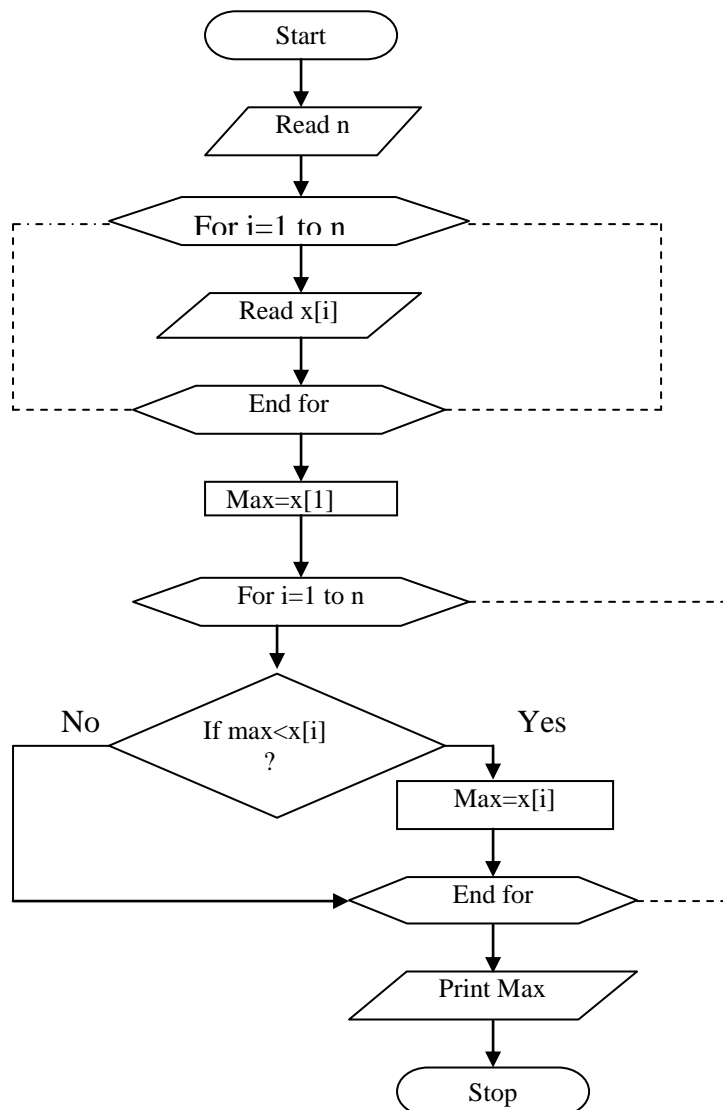 Start
Read n
For i=1 to n
Read x[i]
End for
Max=x[1]
For i=1 to n
No
If max<x[i]
?
Yes
Max=x[i]
End for
Print Max
Stop